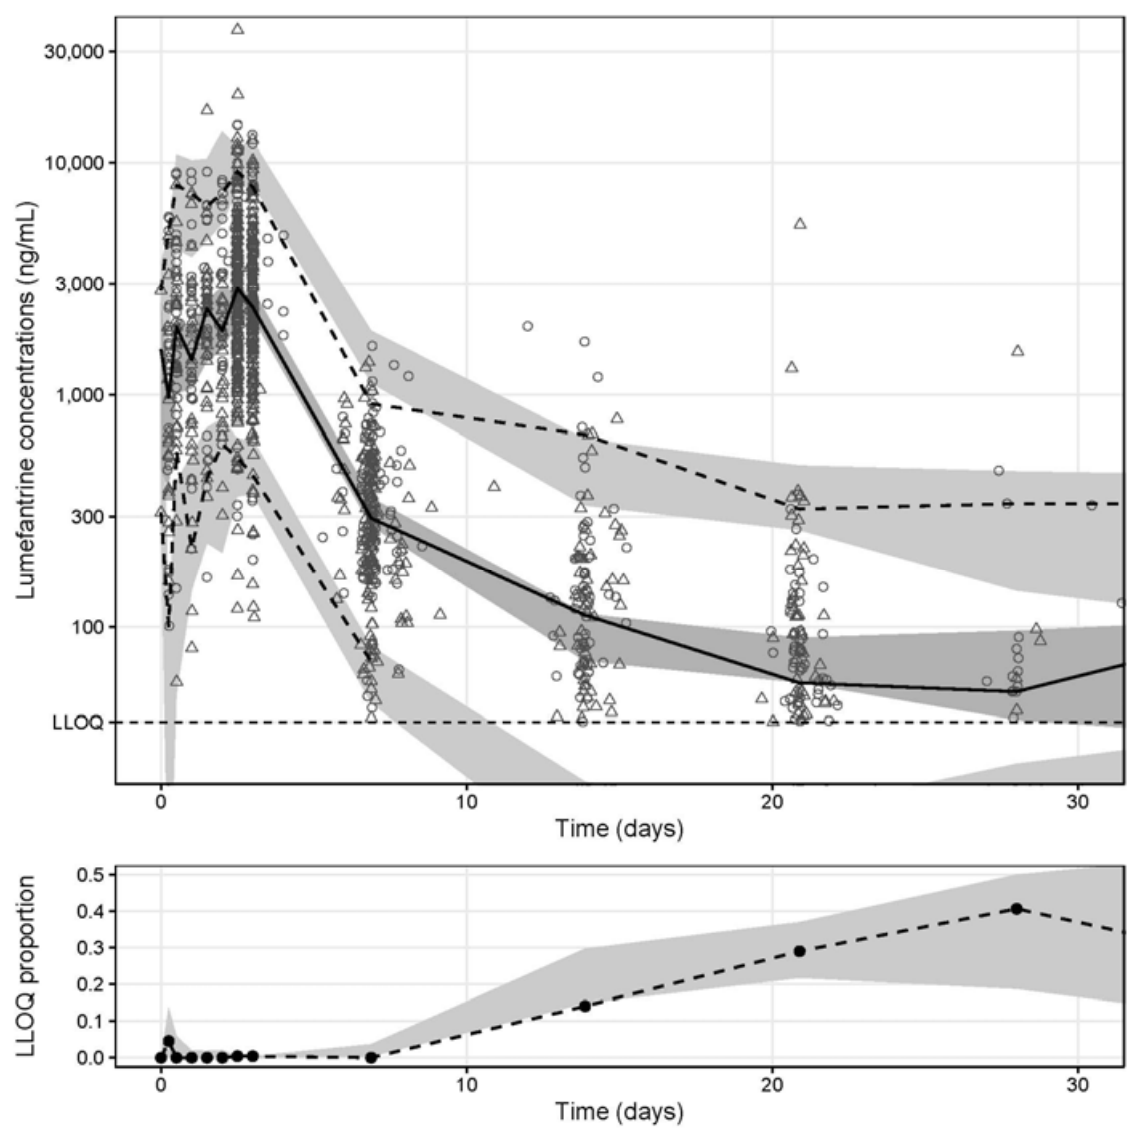 Lumefantrine concentrations (ng/mL)
30,000
10,000
3,000
1,000
300
100
LLOQ
0 10 20 30
Time (days)
LLOQ proportion
0.5
0.4
0.3
0.2
0.1
0.0
0 10 20 30
Time (days)